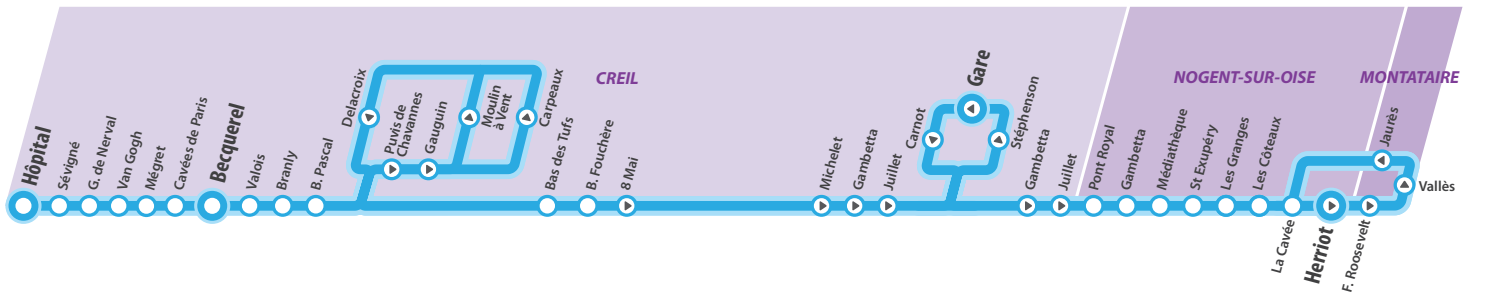 CREIL
NOGENT-SUR-OISE
MONTATAIRE
Hôpital
Sévigné
G. de Nerval
Van Gogh
Mégret
Cavées de Paris
Becquerel
Valois
Branly
B. Pascal
Delacroix
Puvis de
Chavannes
Gauguin
Moulin
à Vent
Carpeaux
Bas des Tufs
B. Fouchère
8 Mai
Michelet
Gambetta
Juillet
Carnot
Gare
Stéphenson
Gambetta
Juillet
Pont Royal
Gambetta
Médiathèque
St Exupéry
Les Granges
Les Côteaux
La Cavée
Herriot
F. Roosevelt
Vallès
Jaurès